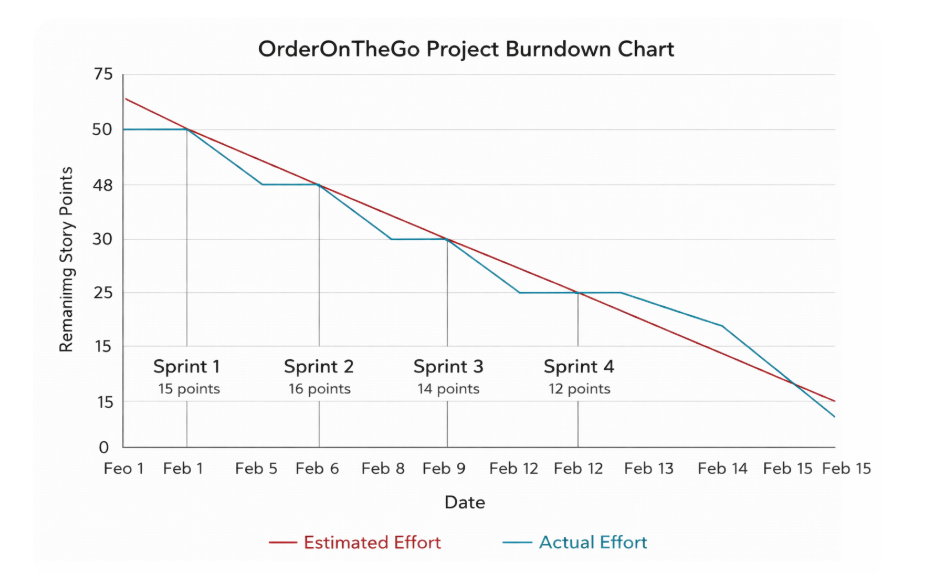 OrderOnTheGo Project Burndown Chart
75
50
48
30
25
15
15
0
Remaniimg Story Points
Sprint 1
15 points
Sprint 2
16 points
Sprint 3
14 points
Sprint 4
12 points
Feo 1 Feb 1 Feb 5 Feb 6 Feb 8 Feb 9 Feb 12 Feb 12 Feb 13 Feb 14 Feb 15 Feb 15
Date
Estimated Effort Actual Effort